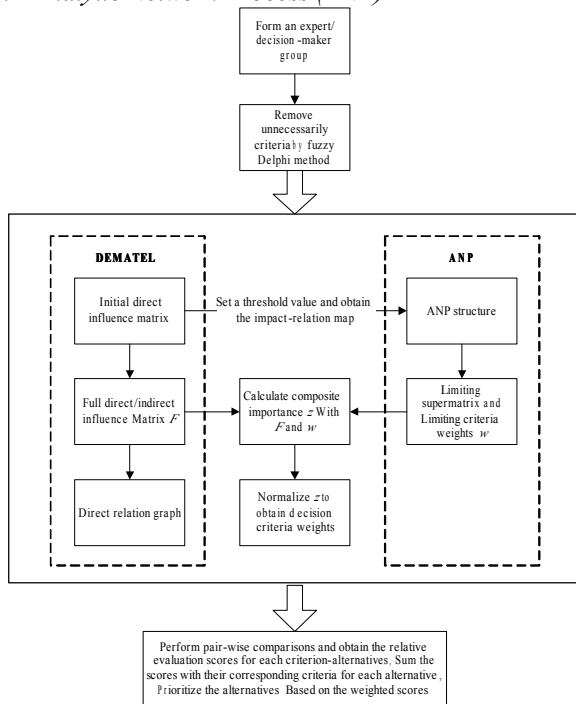 Form an expert/
decision -maker
group
Remove
unnecessarily
criteria by fuzzy
Delphi method
DEMATEL
ANP
Initial direct
influence matrix
Set a threshold value and obtain
the impact-relation map
ANP structure
Full direct/indirect
influence Matrix F
Calculate composite
importance z With
F and w
Limiting
supermatrix and
Limiting criteria
weights w
Direct relation graph
Normalize z to
obtain decision
criteria weights
Perform pair-wise comparisons and obtain the relative
evaluation scores for each criterion-alternatives, Sum the
scores with their corresponding criteria for each alternative,
Prioritize the alternatives Based on the weighted scores